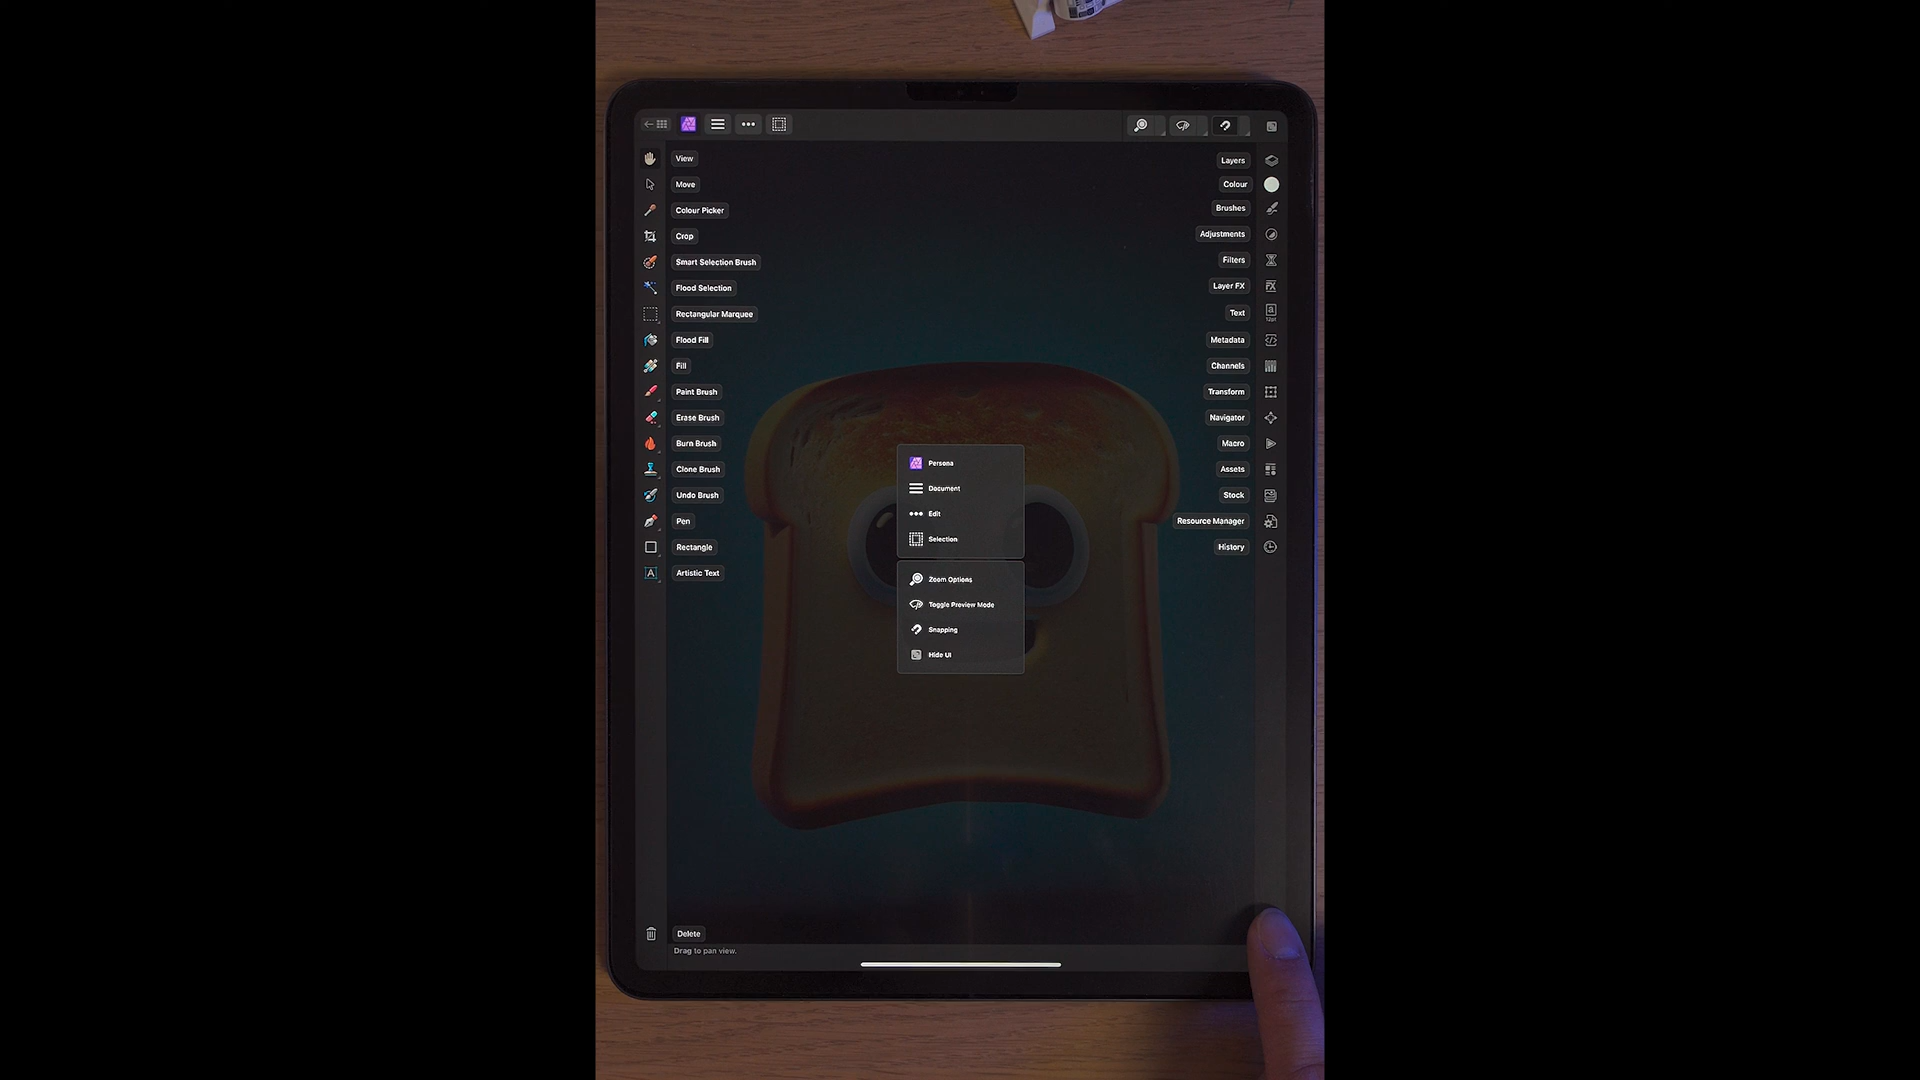 View
Move
Colour Picker
Crop
Smart Selection Brush
Flood Selection
Rectangular Marquee
Flood Fill
Fill
Paint Brush
Erase Brush
Burn Brush
Clone Brush
Undo Brush
Pen
Rectangle
Artistic Text
Delete
Drag to pan view.
Persona
Document
Edit
Selection
Zoom Options
Toggle Preview Mode
Snapping
Hide UI
Layers
Colour
Brushes
Adjustments
Filters
Layer FX
FX
Text
a
12pt
Metadata
Channels
Transform
Navigator
Macro
Assets
Stock
Resource Manager
History
A